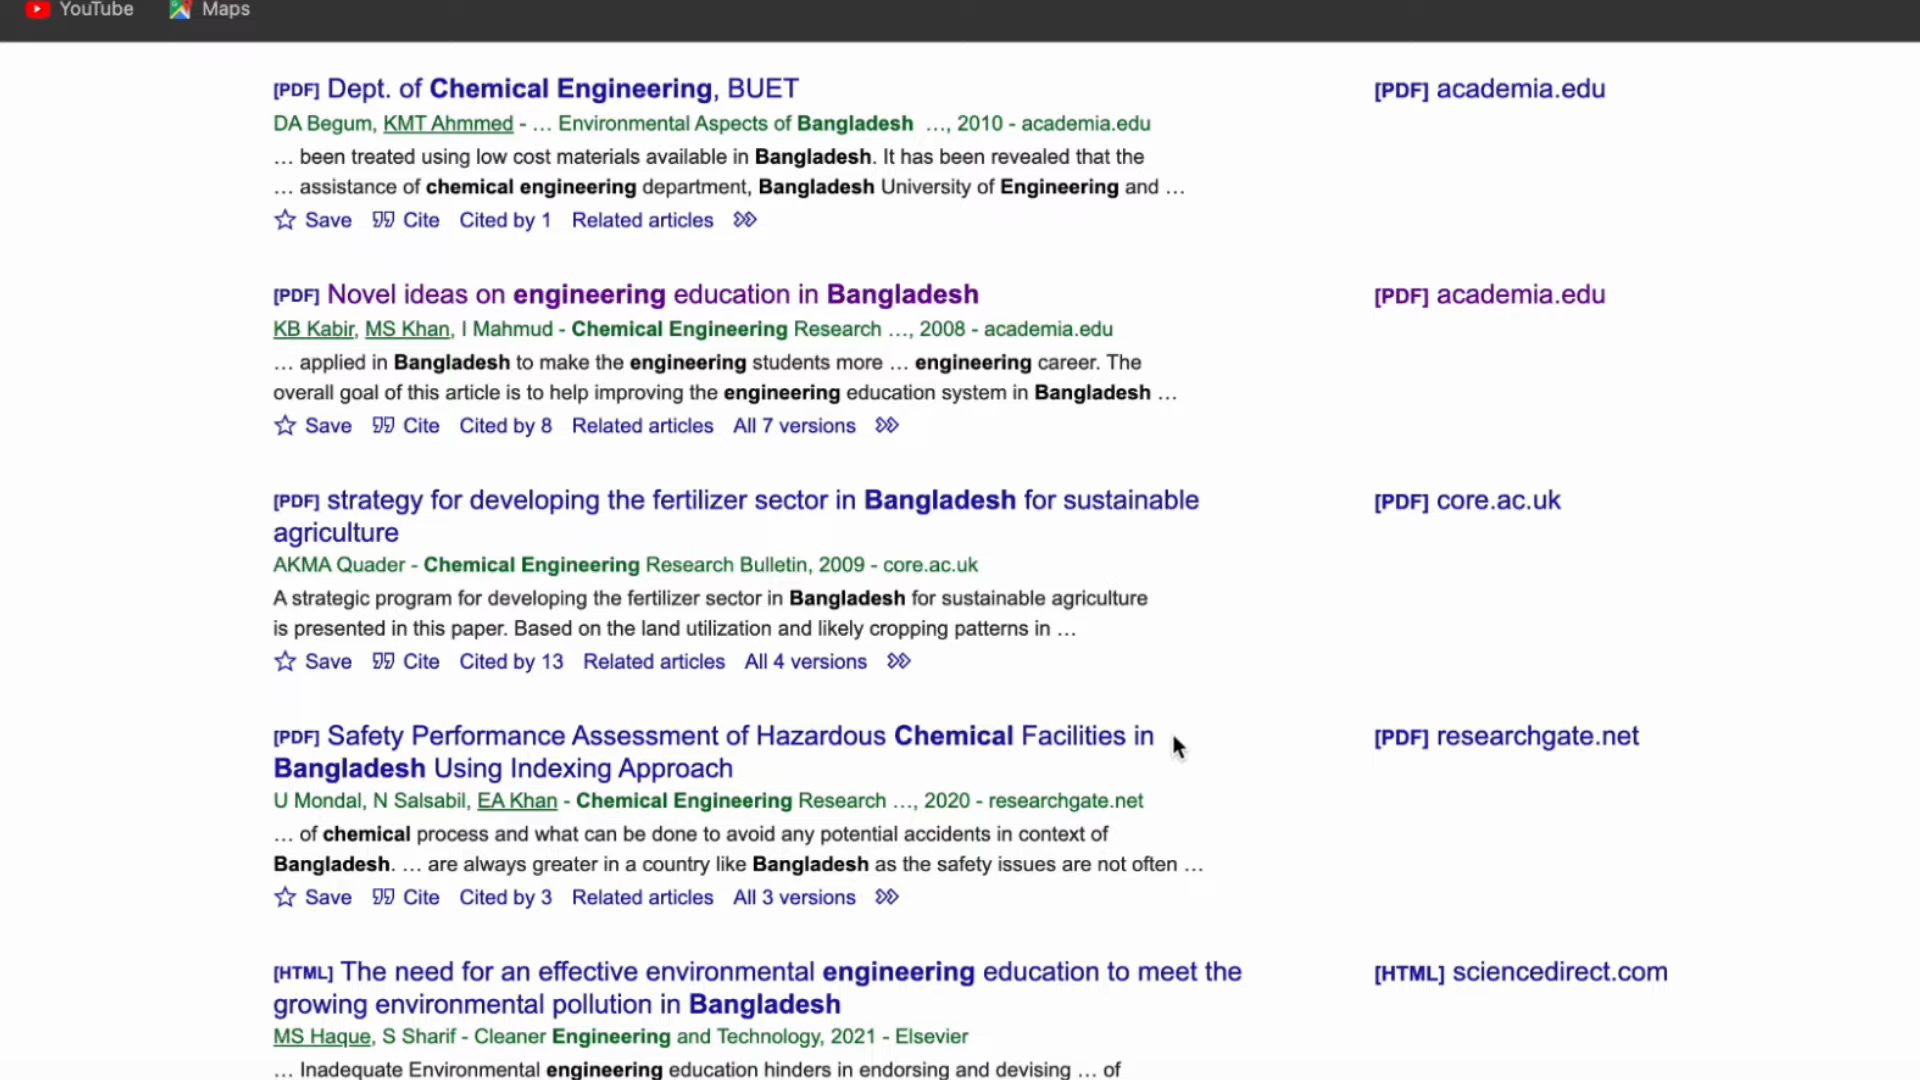 YouTube Maps
[PDF] Dept. of Chemical Engineering, BUET [PDF] academia.edu
DA Begum, KMT Ahmmed - … Environmental Aspects of Bangladesh …, 2010 - academia.edu
… been treated using low cost materials available in Bangladesh. It has been revealed that the
… assistance of chemical engineering department, Bangladesh University of Engineering and …
Save Cite Cited by 1 Related articles
[PDF] Novel ideas on engineering education in Bangladesh [PDF] academia.edu
KB Kabir, MS Khan, I Mahmud - Chemical Engineering Research …, 2008 - academia.edu
… applied in Bangladesh to make the engineering students more … engineering career. The
overall goal of this article is to help improving the engineering education system in Bangladesh …
Save Cite Cited by 8 Related articles All 7 versions
[PDF] strategy for developing the fertilizer sector in Bangladesh for sustainable [PDF] core.ac.uk
agriculture
AKMA Quader - Chemical Engineering Research Bulletin, 2009 - core.ac.uk
A strategic program for developing the fertilizer sector in Bangladesh for sustainable agriculture
is presented in this paper. Based on the land utilization and likely cropping patterns in …
Save Cite Cited by 13 Related articles All 4 versions
[PDF] Safety Performance Assessment of Hazardous Chemical Facilities in [PDF] researchgate.net
Bangladesh Using Indexing Approach
U Mondal, N Salsabil, EA Khan - Chemical Engineering Research …, 2020 - researchgate.net
… of chemical process and what can be done to avoid any potential accidents in context of
Bangladesh. … are always greater in a country like Bangladesh as the safety issues are not often …
Save Cite Cited by 3 Related articles All 3 versions
[HTML] The need for an effective environmental engineering education to meet the [HTML] sciencedirect.com
growing environmental pollution in Bangladesh
MS Haque, S Sharif - Cleaner Engineering and Technology, 2021 - Elsevier
… Inadequate Environmental engineering education hinders in endorsing and devising … of